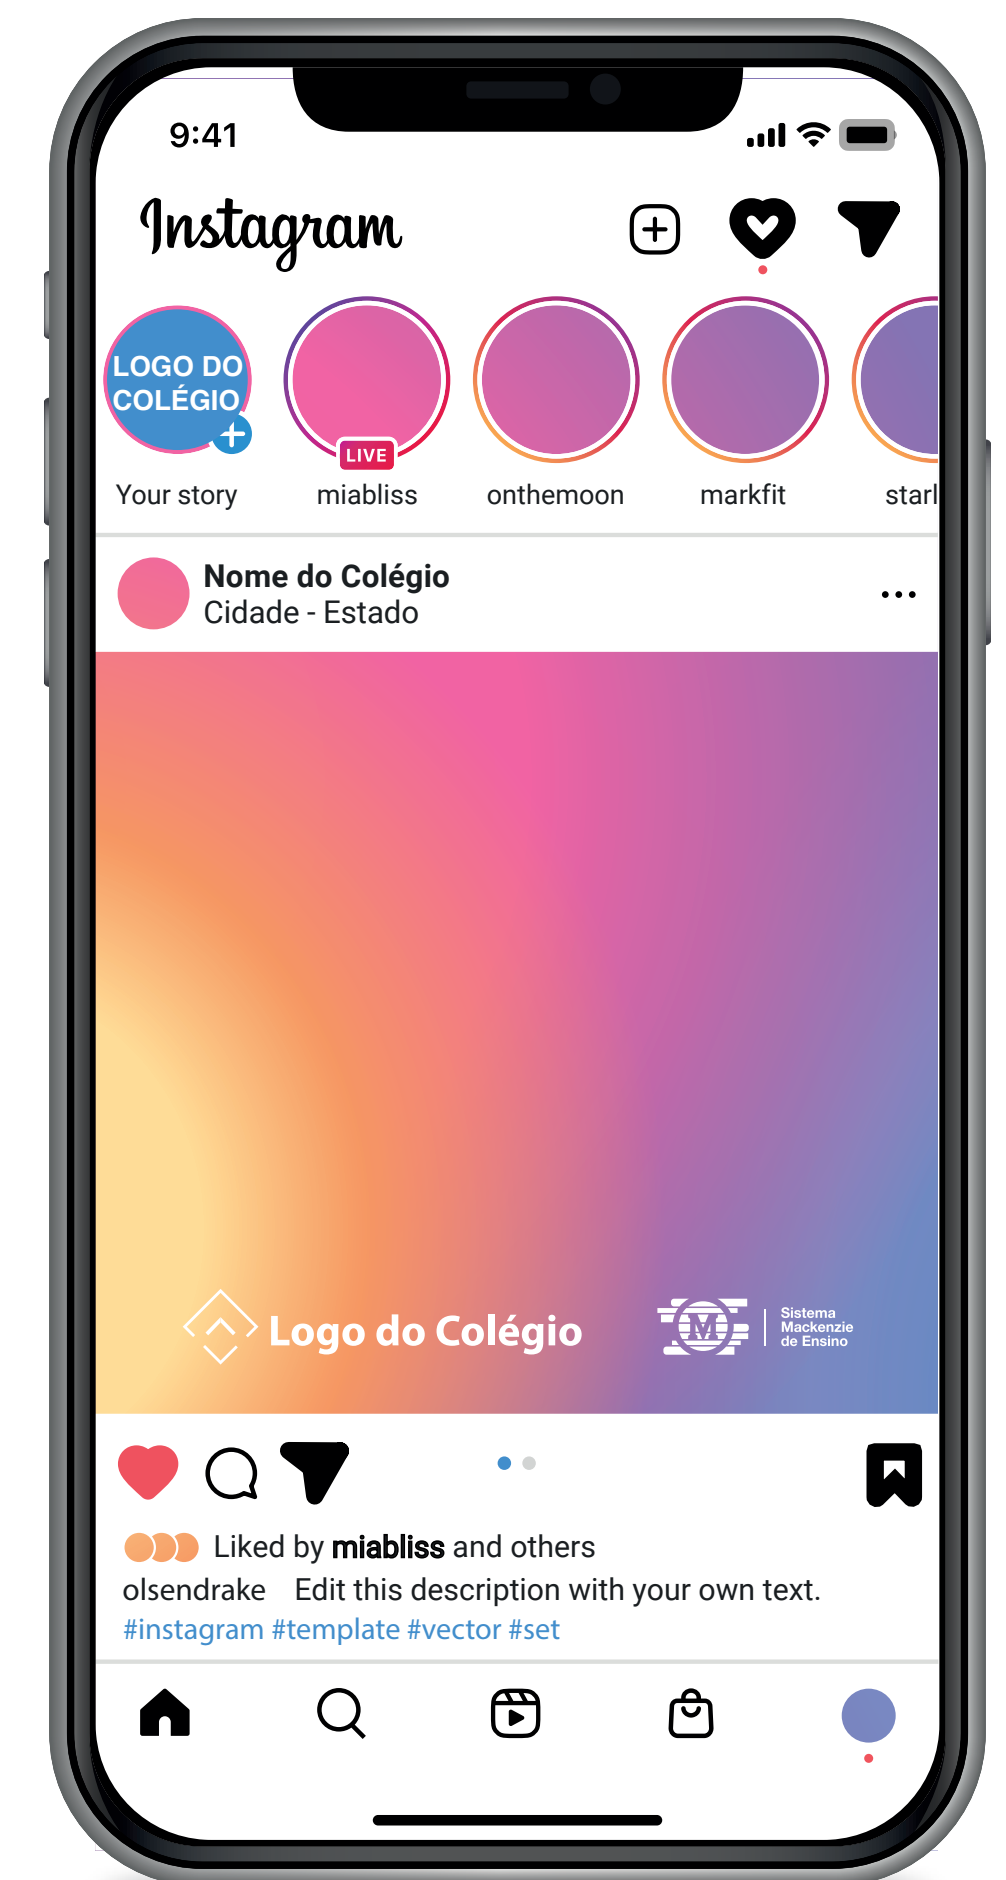 9:41
Instagram
LOGO DO
COLÉGIO
LIVE
Your story
miabliss
onthemoon
markfit
starl
Nome do Colégio
Cidade - Estado
Logo do Colégio
M
Sistema
Mackenzie
de Ensino
Liked by miabliss and others
olsendrake Edit this description with your own text.
#instagram #template #vector #set